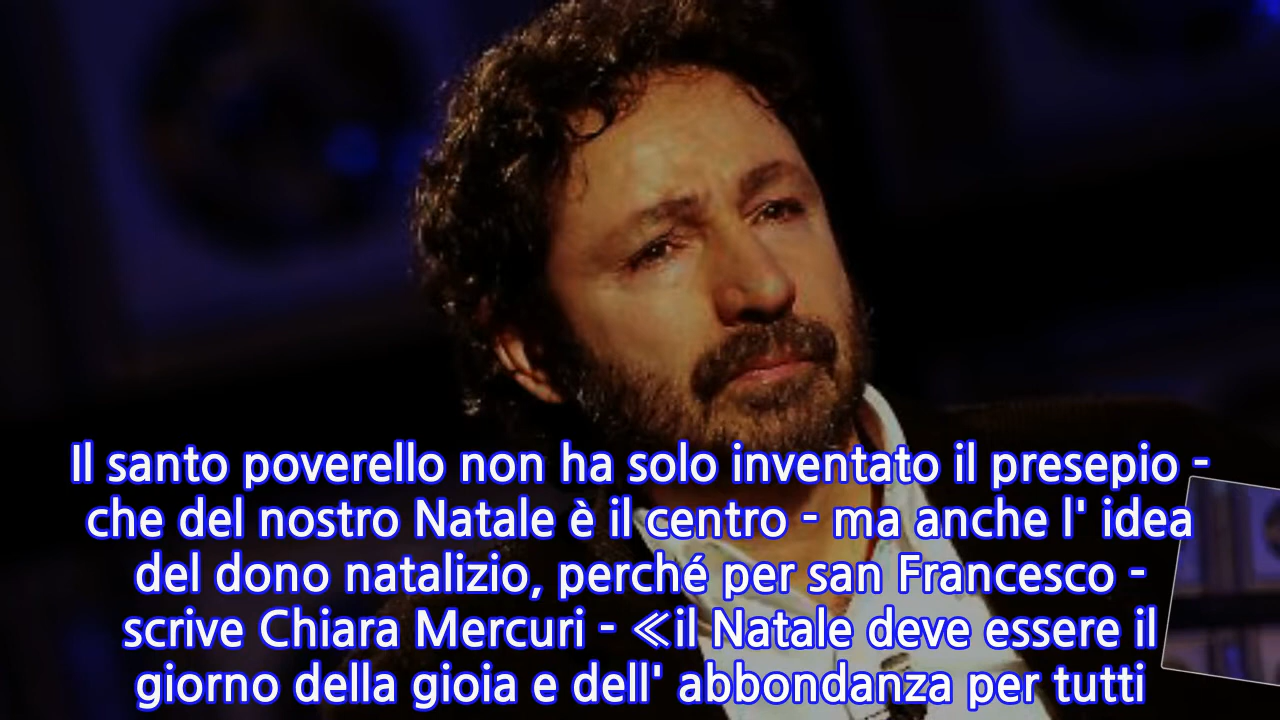 Il santo poverello non ha solo inventato il presepio -
che del nostro Natale è il centro - ma anche l' idea
del dono natalizio, perché per san Francesco -
scrive Chiara Mercuri - ≪il Natale deve essere il
giorno della gioia e dell' abbondanza per tutti